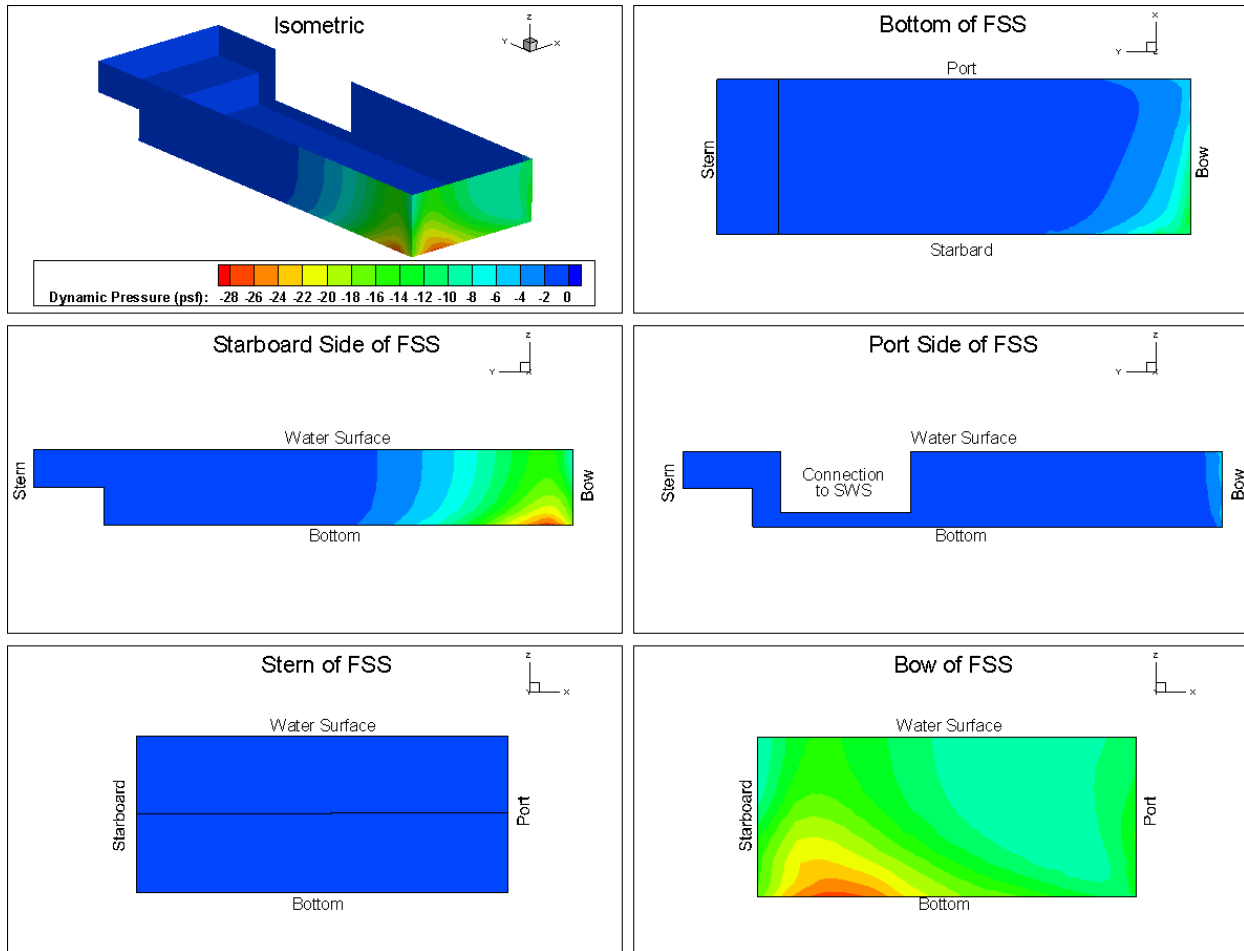 Isometric
Z
Y
X
Dynamic Pressure (psf):
-28 -26 -24 -22 -20 -18 -16 -14 -12 -10 -8 -6 -4 -2 0
Bottom of FSS
X
Y
Z
Port
Stern
Bow
Starbard
Starboard Side of FSS
Z
Y
X
Water Surface
Stern
Bow
Bottom
Port Side of FSS
Z
Y
X
Water Surface
Stern
Connection
to SWS
Bow
Bottom
Stern of FSS
Z
Y
X
Water Surface
Starboard
Port
Bottom
Bow of FSS
Z
Y
X
Water Surface
Starboard
Port
Bottom